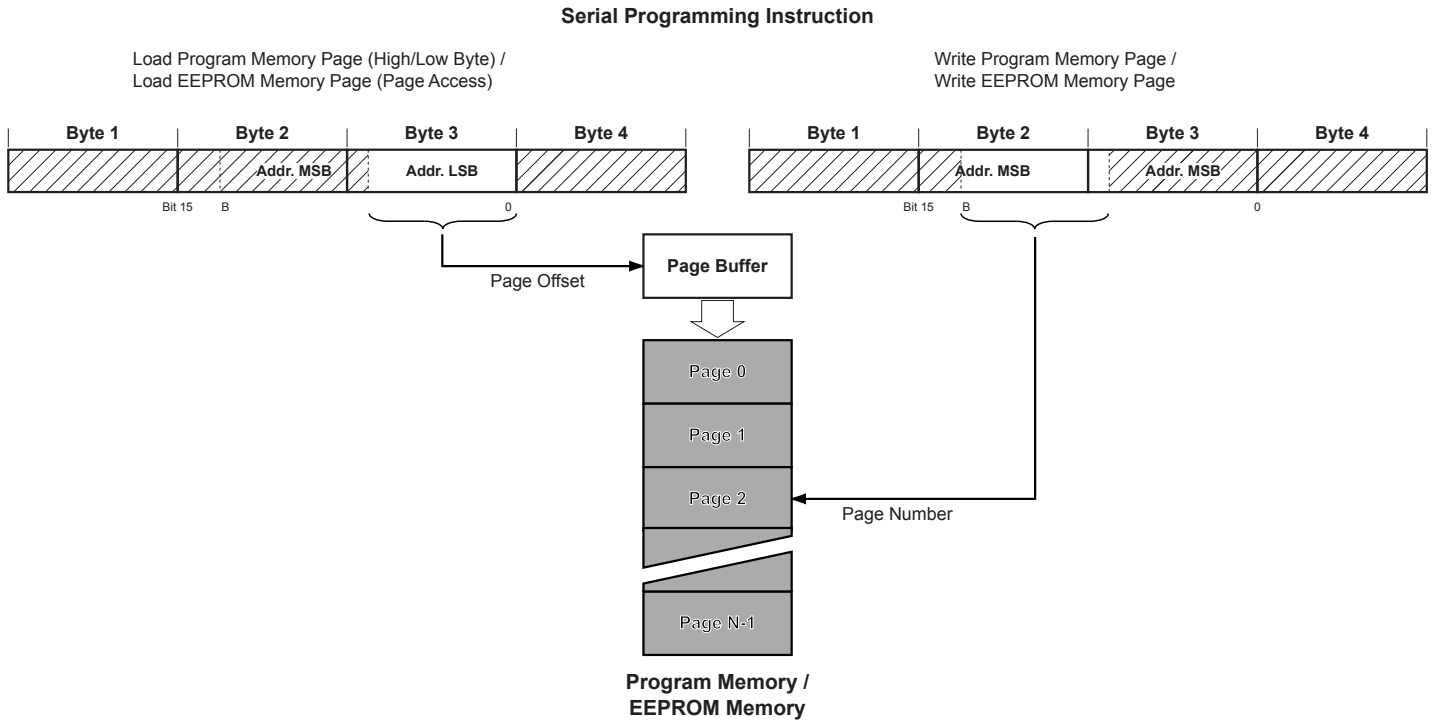 Serial Programming Instruction
Load Program Memory Page (High/Low Byte) /
Load EEPROM Memory Page (Page Access)
Write Program Memory Page /
Write EEPROM Memory Page
Byte 1 Byte 2 Byte 3 Byte 4
Byte 1 Byte 2 Byte 3 Byte 4
Addr. MSB Addr. LSB
Addr. MSB Addr. MSB
Bit 15 B 0
Bit 15 B 0
Page Buffer
Page Offset
Page 0
Page 1
Page 2
Page Number
Page N-1
Program Memory /
EEPROM Memory